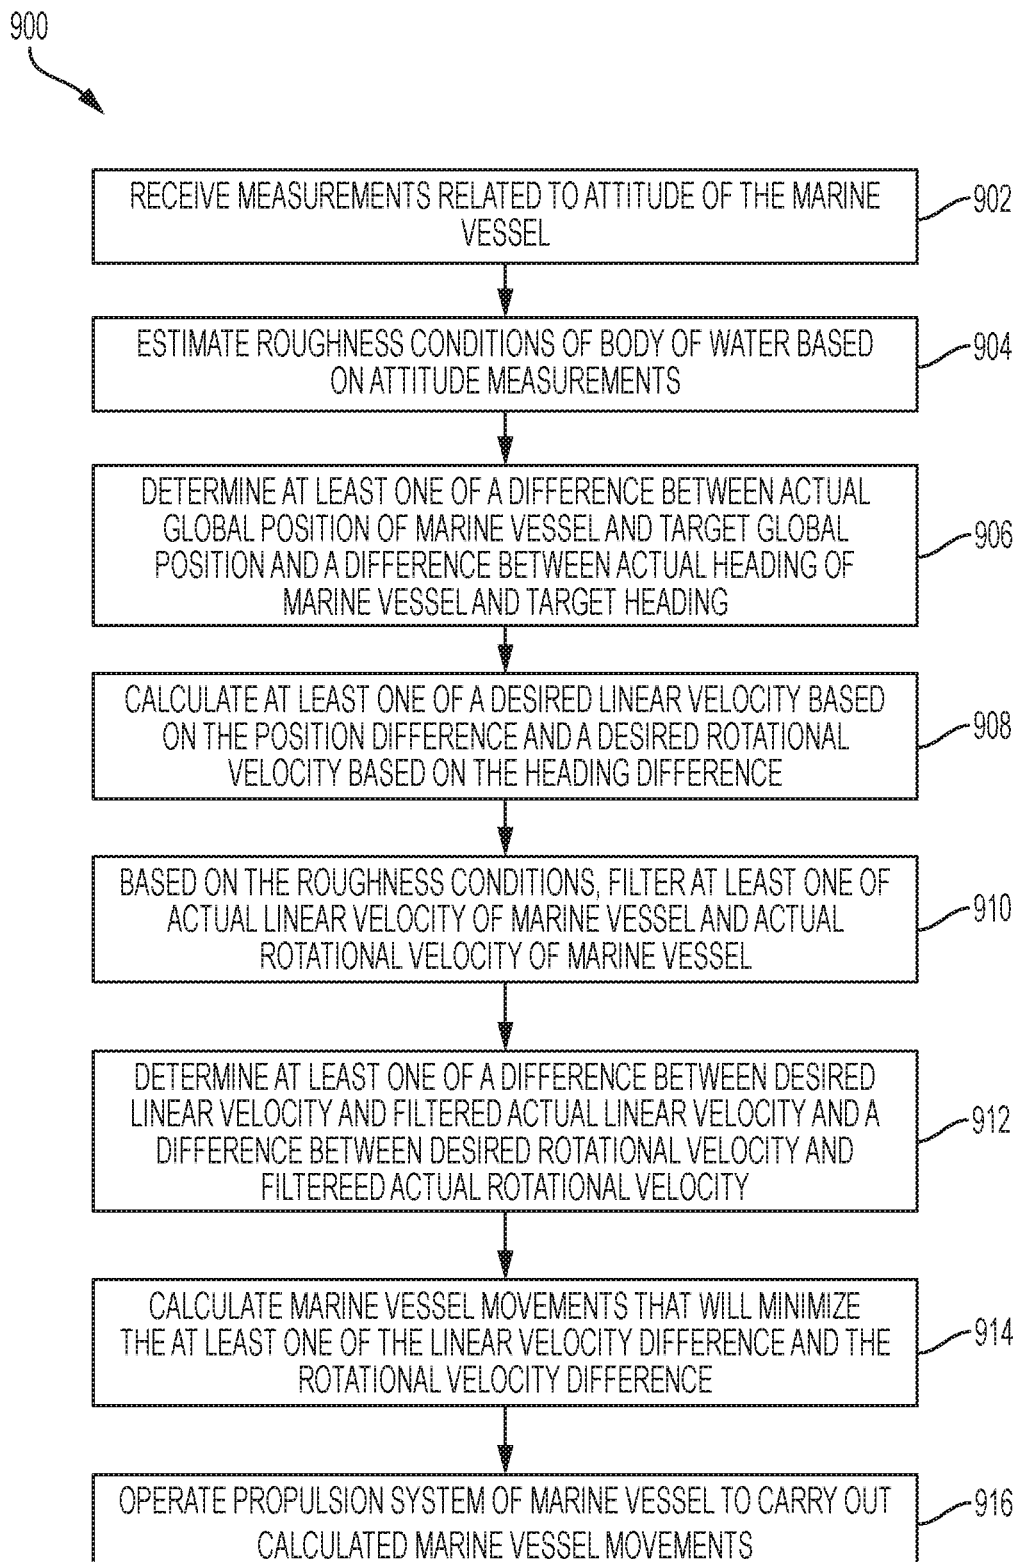 900
RECEIVE MEASUREMENTS RELATED TO ATTITUDE OF THE MARINE
VESSEL
902
ESTIMATE ROUGHNESS CONDITIONS OF BODY OF WATER BASED
ON ATTITUDE MEASUREMENTS
904
DETERMINE AT LEAST ONE OF A DIFFERENCE BETWEEN ACTUAL
GLOBAL POSITION OF MARINE VESSEL AND TARGET GLOBAL
POSITION AND A DIFFERENCE BETWEEN ACTUAL HEADING OF
MARINE VESSEL AND TARGET HEADING
906
CALCULATE AT LEAST ONE OF A DESIRED LINEAR VELOCITY BASED
ON THE POSITION DIFFERENCE AND A DESIRED ROTATIONAL
VELOCITY BASED ON THE HEADING DIFFERENCE
908
BASED ON THE ROUGHNESS CONDITIONS, FILTER AT LEAST ONE OF
ACTUAL LINEAR VELOCITY OF MARINE VESSEL AND ACTUAL
ROTATIONAL VELOCITY OF MARINE VESSEL
910
DETERMINE AT LEAST ONE OF A DIFFERENCE BETWEEN DESIRED
LINEAR VELOCITY AND FILTERED ACTUAL LINEAR VELOCITY AND A
DIFFERENCE BETWEEN DESIRED ROTATIONAL VELOCITY AND
FILTEREED ACTUAL ROTATIONAL VELOCITY
912
CALCULATE MARINE VESSEL MOVEMENTS THAT WILL MINIMIZE
THE AT LEAST ONE OF THE LINEAR VELOCITY DIFFERENCE AND THE
ROTATIONAL VELOCITY DIFFERENCE
914
OPERATE PROPULSION SYSTEM OF MARINE VESSEL TO CARRY OUT
CALCULATED MARINE VESSEL MOVEMENTS
916